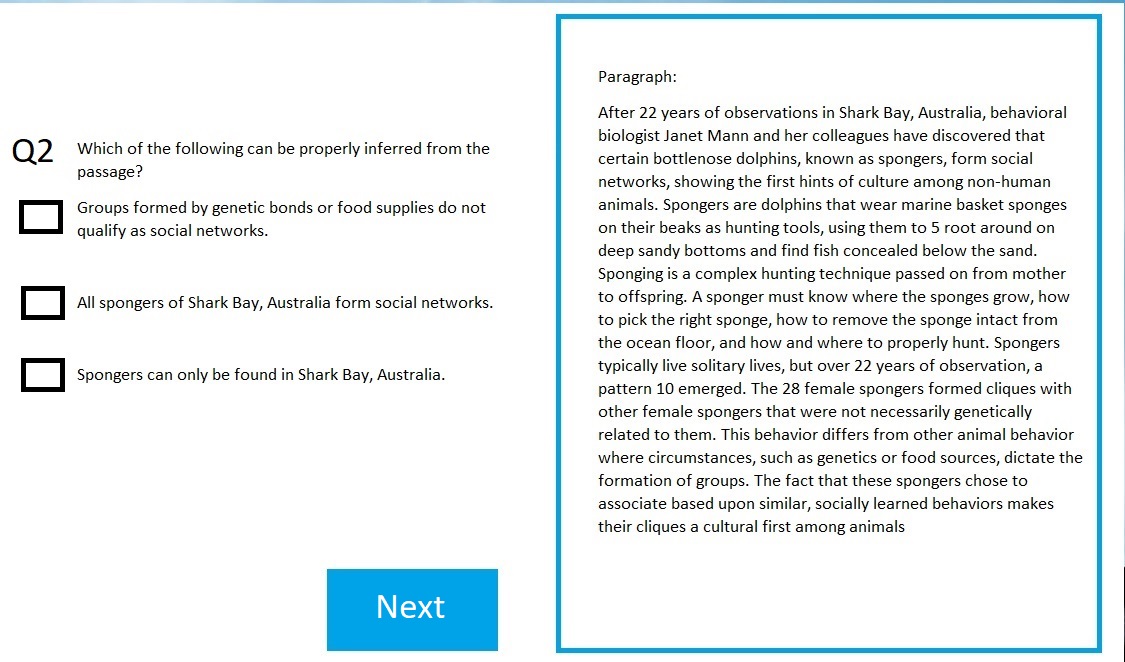 Q2
Which of the following can be properly inferred from the
passage?
Groups formed by genetic bonds or food supplies do not
qualify as social networks.
All spongers of Shark Bay, Australia form social networks.
Spongers can only be found in Shark Bay, Australia.
Next
Paragraph:
After 22 years of observations in Shark Bay, Australia, behavioral
biologist Janet Mann and her colleagues have discovered that
certain bottlenose dolphins, known as spongers, form social
networks, showing the first hints of culture among non-human
animals. Spongers are dolphins that wear marine basket sponges
on their beaks as hunting tools, using them to 5 root around on
deep sandy bottoms and find fish concealed below the sand.
Sponging is a complex hunting technique passed on from mother
to offspring. A sponger must know where the sponges grow, how
to pick the right sponge, how to remove the sponge intact from
the ocean floor, and how and where to properly hunt. Spongers
typically live solitary lives, but over 22 years of observation, a
pattern 10 emerged. The 28 female spongers formed cliques with
other female spongers that were not necessarily genetically
related to them. This behavior differs from other animal behavior
where circumstances, such as genetics or food sources, dictate the
formation of groups. The fact that these spongers chose to
associate based upon similar, socially learned behaviors makes
their cliques a cultural first among animals